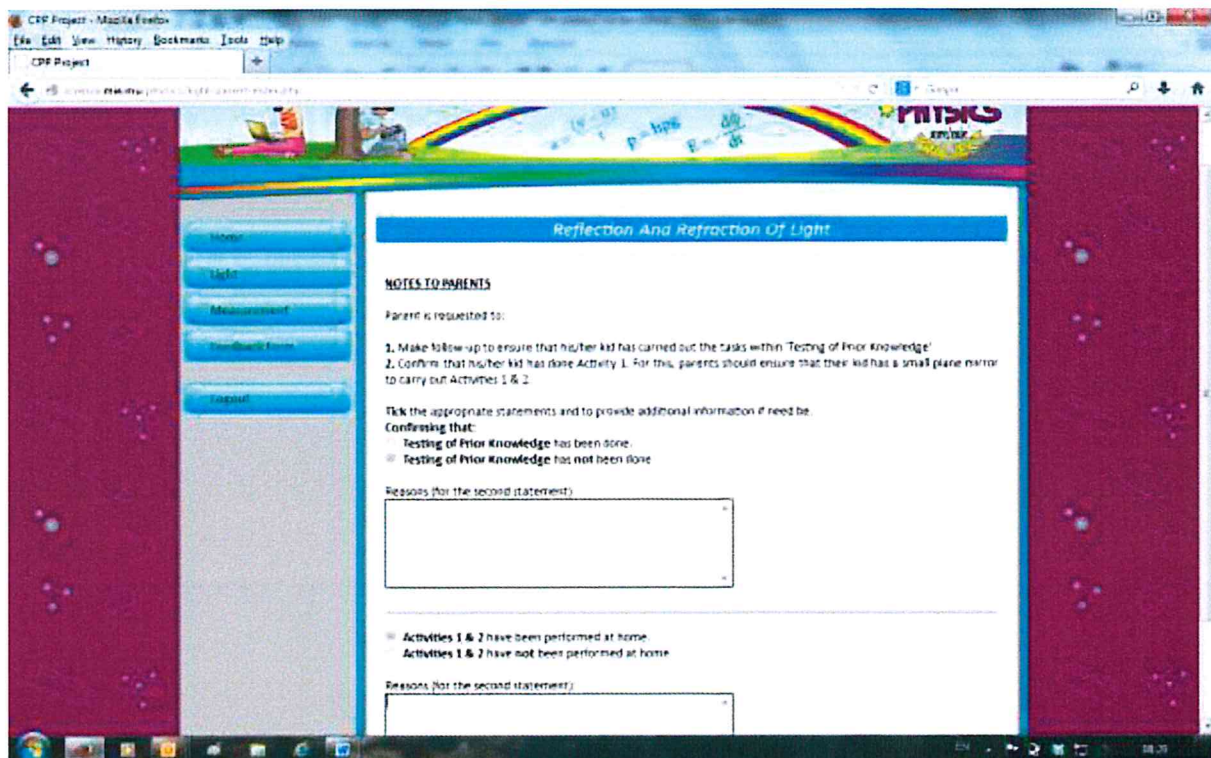 CPF Project - Mozilla Firefox
File Edit View History Bookmarks Tools Help
CPF Project
Google
PHYSICS
Home
Light
Measurement
Feedback Form
Logout
Reflection And Refraction Of Light
NOTES TO PARENTS
Parent is requested to:
1. Make follow-up to ensure that his/her kid has carried out the tasks within 'Testing of Prior Knowledge'
2. Confirm that his/her kid has done Activity 1. For this, parents should ensure that their kid has a small plane mirror
to carry out Activities 1 & 2.
Tick the appropriate statements and to provide additional information if need be.
Confirming that:
Testing of Prior Knowledge has been done.
Testing of Prior Knowledge has not been done
Reasons (for the second statement)
Activities 1 & 2 have been performed at home.
Activities 1 & 2 have not been performed at home
Reasons (for the second statement)
EN